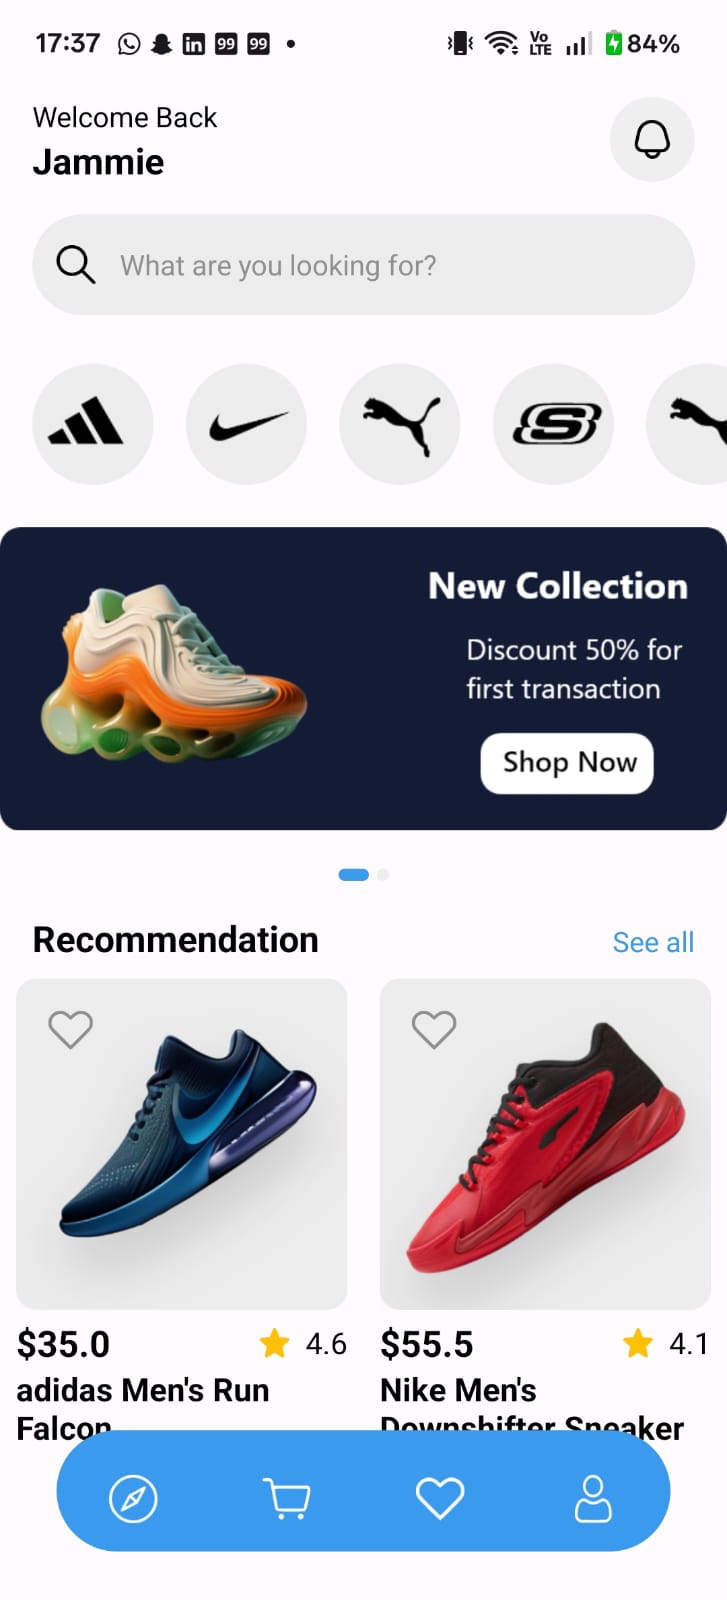 17:37 in 99 99 Vo LTE 84%
Welcome Back
Jammie
What are you looking for?
New Collection
Discount 50% for
first transaction
Shop Now
Recommendation See all
$35.0 4.6 $55.5 4.1
adidas Men's Run Nike Men's
Falcon Downshifter Sneaker